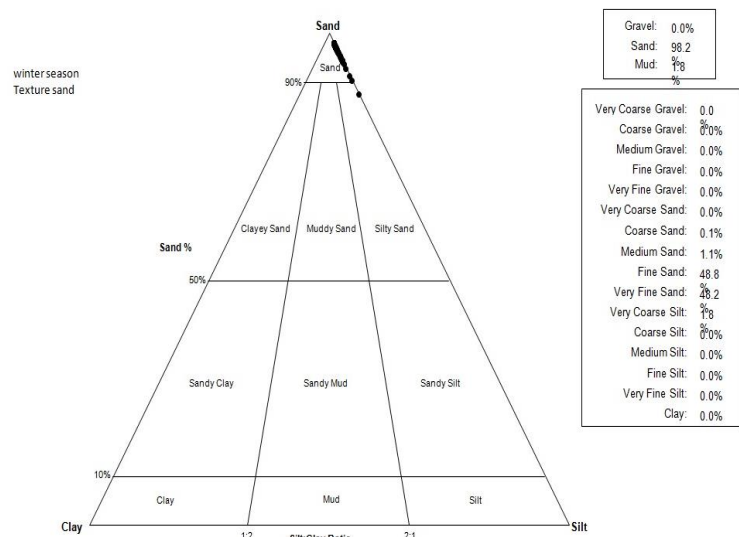 Sand
Gravel: 0.0%
Sand: 98.2 %
Mud: 1.8 %
winter season
Texture sand
Sand
90%
Very Coarse Gravel: 0.0 %
Coarse Gravel: 0.0%
Medium Gravel: 0.0%
Fine Gravel: 0.0%
Very Fine Gravel: 0.0%
Very Coarse Sand: 0.0%
Coarse Sand: 0.1%
Medium Sand: 1.1%
Fine Sand: 48.8 %
Very Fine Sand: 48.2 %
Very Coarse Silt: 1.8 %
Coarse Silt: 0.0%
Medium Silt: 0.0%
Fine Silt: 0.0%
Very Fine Silt: 0.0%
Clay: 0.0%
Clayey Sand Muddy Sand Silty Sand
Sand %
50%
Sandy Clay Sandy Mud Sandy Silt
10%
Clay Mud Silt
Clay Silt
1:2 Silt:Clay Ratio 2:1